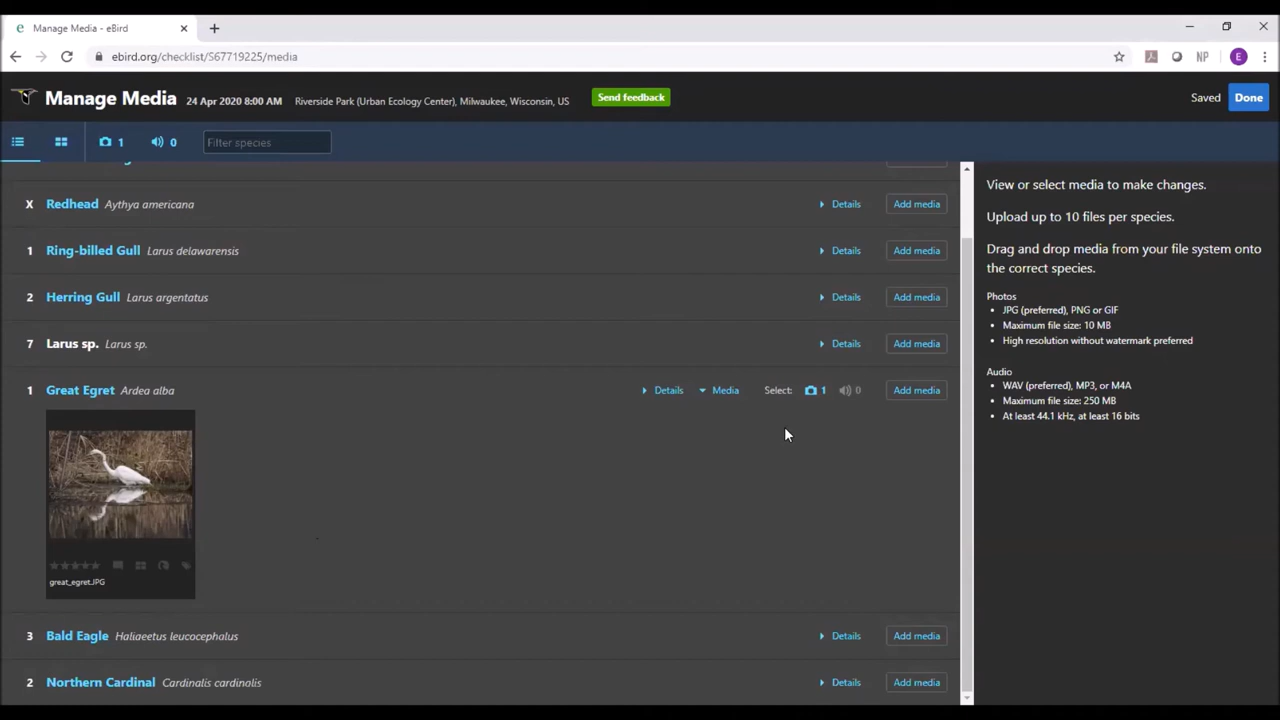 Manage Media - eBird
ebird.org/checklist/S67719225/media
NP
E
Manage Media 24 Apr 2020 8:00 AM Riverside Park (Urban Ecology Center), Milwaukee, Wisconsin, US Send feedback Saved Done
1 0 Filter species
X Redhead Aythya americana Details Add media
1 Ring-billed Gull Larus delawarensis Details Add media
2 Herring Gull Larus argentatus Details Add media
7 Larus sp. Larus sp. Details Add media
1 Great Egret Ardea alba Details Media Select: 1 0 Add media
great_egret.JPG
3 Bald Eagle Haliaeetus leucocephalus Details Add media
2 Northern Cardinal Cardinalis cardinalis Details Add media
View or select media to make changes.
Upload up to 10 files per species.
Drag and drop media from your file system onto
the correct species.
Photos
• JPG (preferred), PNG or GIF
• Maximum file size: 10 MB
• High resolution without watermark preferred
Audio
• WAV (preferred), MP3, or M4A
• Maximum file size: 250 MB
• At least 44.1 kHz, at least 16 bits